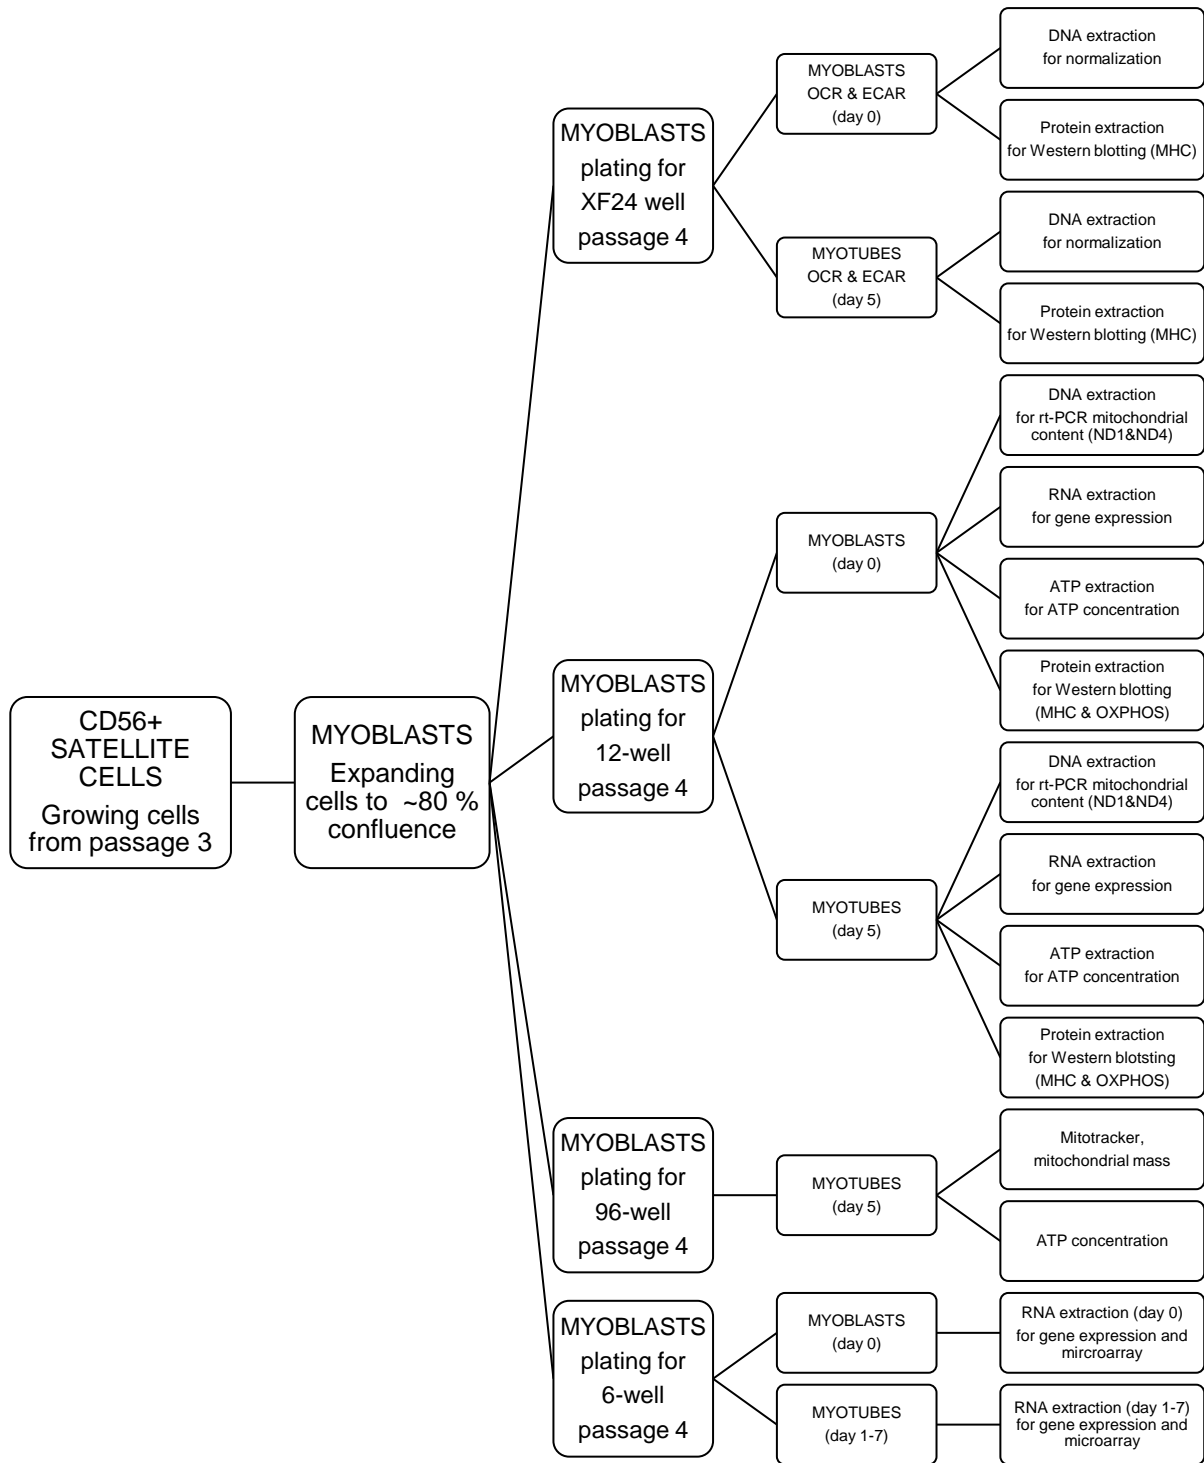 CD56+
SATELLITE
CELLS
Growing cells
from passage 3
MYOBLASTS
Expanding
cells to ~80 %
confluence
MYOBLASTS
plating for
XF24 well
passage 4
MYOBLASTS
OCR & ECAR
(day 0)
DNA extraction
for normalization
Protein extraction
for Western blotting (MHC)
MYOTUBES
OCR & ECAR
(day 5)
DNA extraction
for normalization
Protein extraction
for Western blotting (MHC)
MYOBLASTS
plating for
12-well
passage 4
MYOBLASTS
(day 0)
DNA extraction
for rt-PCR mitochondrial
content (ND1&ND4)
RNA extraction
for gene expression
ATP extraction
for ATP concentration
Protein extraction
for Western blotting
(MHC & OXPHOS)
MYOTUBES
(day 5)
DNA extraction
for rt-PCR mitochondrial
content (ND1&ND4)
RNA extraction
for gene expression
ATP extraction
for ATP concentration
Protein extraction
for Western blotsting
(MHC & OXPHOS)
MYOBLASTS
plating for
96-well
passage 4
MYOTUBES
(day 5)
Mitotracker,
mitochondrial mass
ATP concentration
MYOBLASTS
plating for
6-well
passage 4
MYOBLASTS
(day 0)
RNA extraction (day 0)
for gene expression and
mircroarray
MYOTUBES
(day 1-7)
RNA extraction (day 1-7)
for gene expression and
microarray